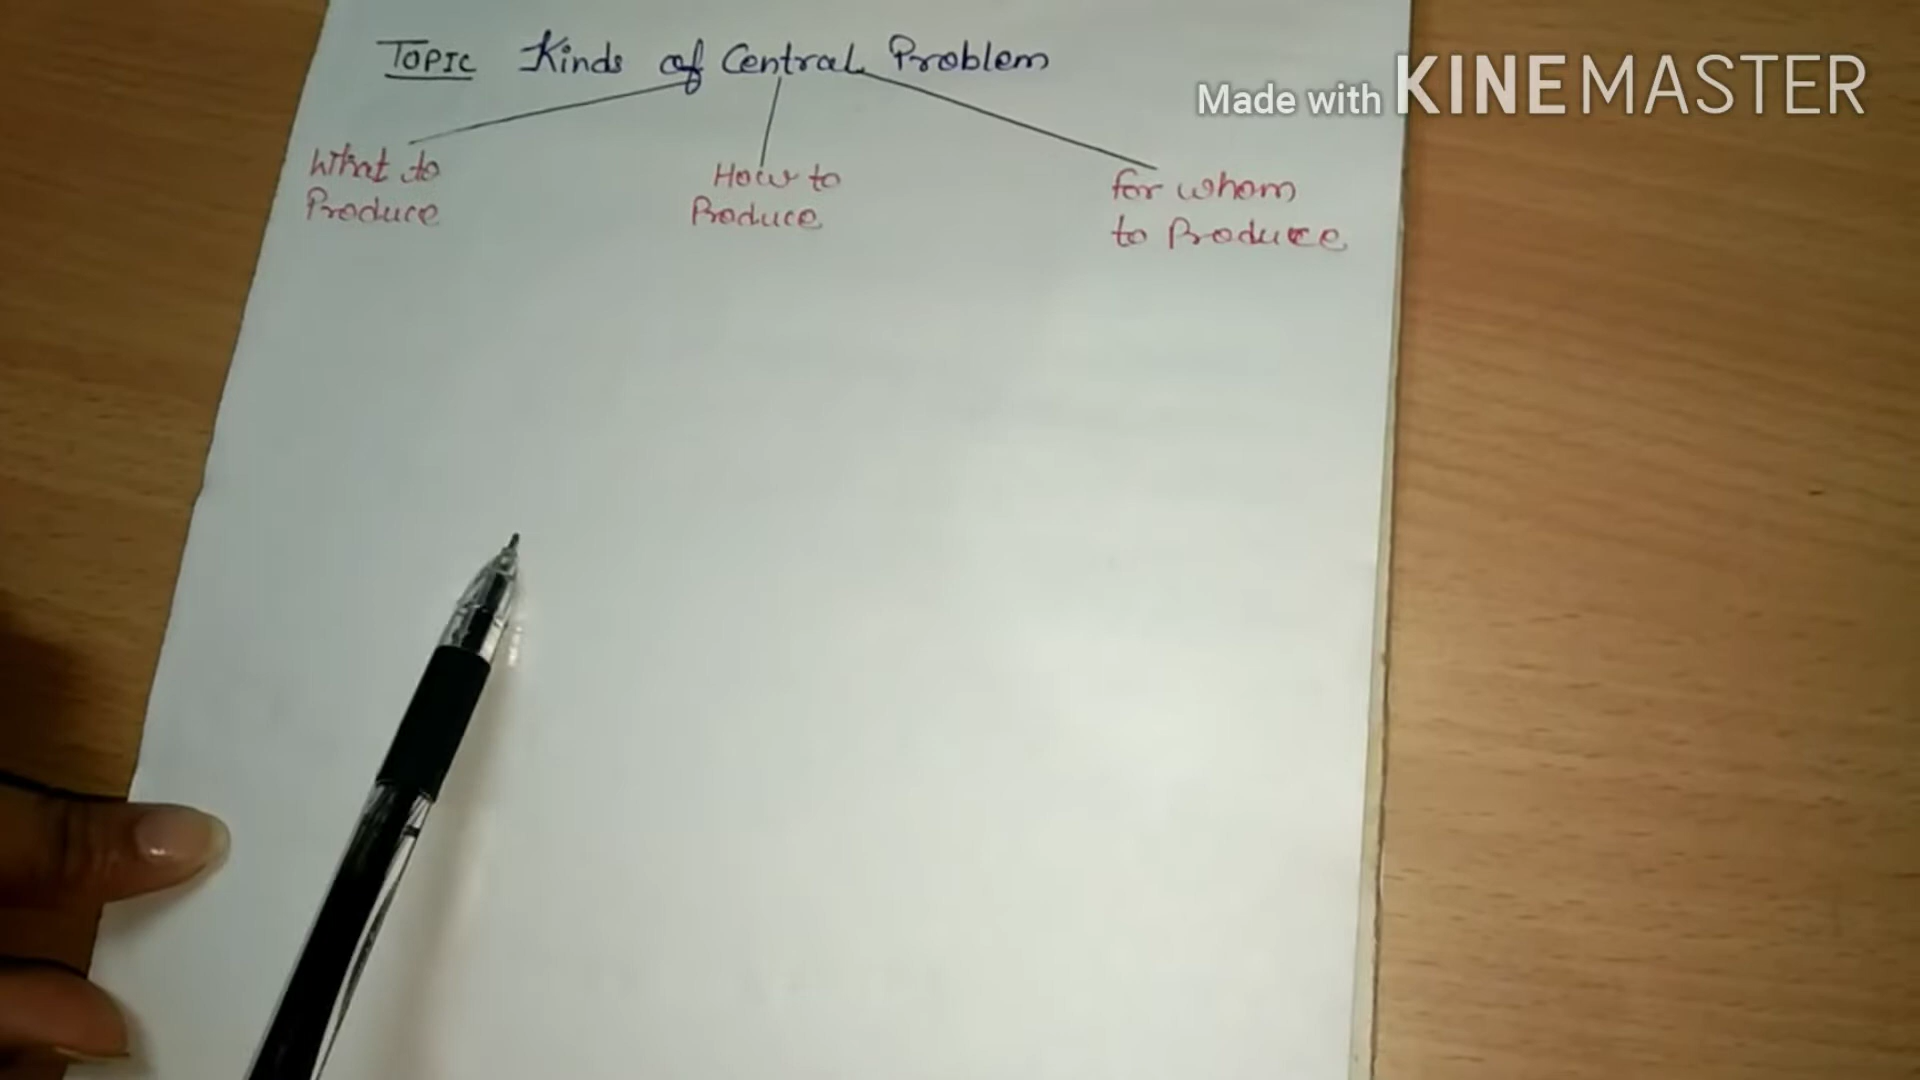 TOPIC Kinds of Central Problem
Made with KINEMASTER
What to
Produce
How to
Produce
for whom
to Produce